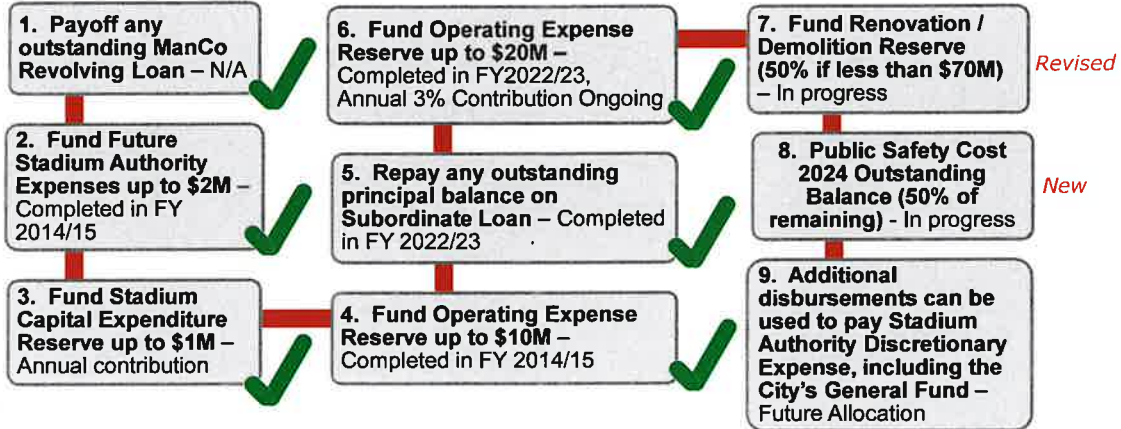 1. Payoff any
outstanding ManCo
Revolving Loan – N/A
2. Fund Future
Stadium Authority
Expenses up to $2M –
Completed in FY
2014/15
3. Fund Stadium
Capital Expenditure
Reserve up to $1M –
Annual contribution
4. Fund Operating Expense
Reserve up to $10M –
Completed in FY 2014/15
5. Repay any outstanding
principal balance on
Subordinate Loan – Completed
in FY 2022/23
6. Fund Operating Expense
Reserve up to $20M –
Completed in FY2022/23,
Annual 3% Contribution Ongoing
7. Fund Renovation /
Demolition Reserve
(50% if less than $70M)
– In progress
Revised
8. Public Safety Cost
2024 Outstanding
Balance (50% of
remaining) - In progress
New
9. Additional
disbursements can be
used to pay Stadium
Authority Discretionary
Expense, including the
City's General Fund –
Future Allocation